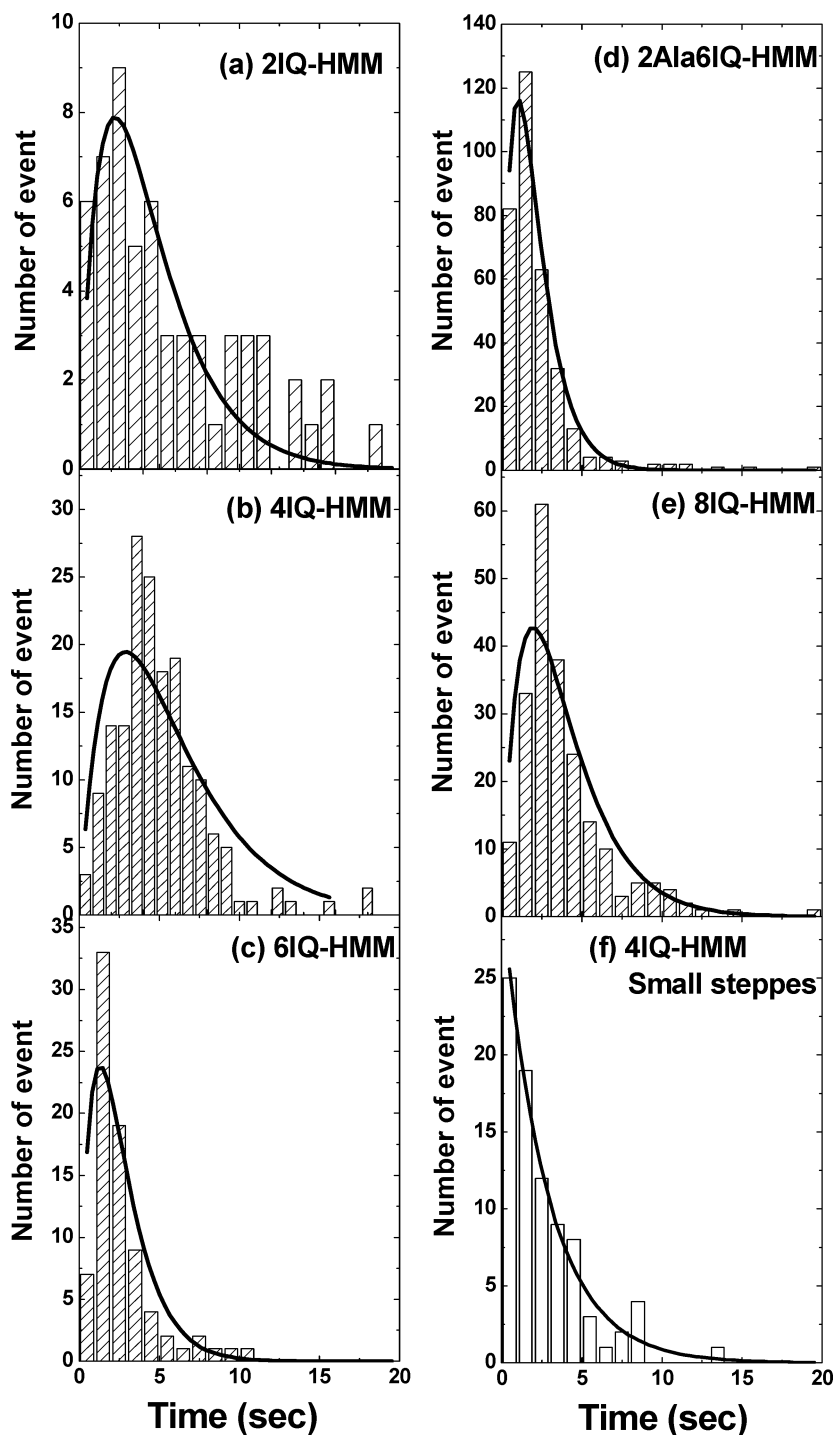 (a) 2IQ-HMM
Number of event
10
8
6
4
2
0
(b) 4IQ-HMM
Number of event
30
25
20
15
10
5
0
(c) 6IQ-HMM
Number of event
35
30
25
20
15
10
5
0
0 5 10 15 20
Time (sec)
(d) 2Ala6IQ-HMM
Number of event
140
120
100
80
60
40
20
0
(e) 8IQ-HMM
Number of event
60
50
40
30
20
10
0
(f) 4IQ-HMM
Small steppes
Number of event
25
20
15
10
5
0
0 5 10 15 20
Time (sec)